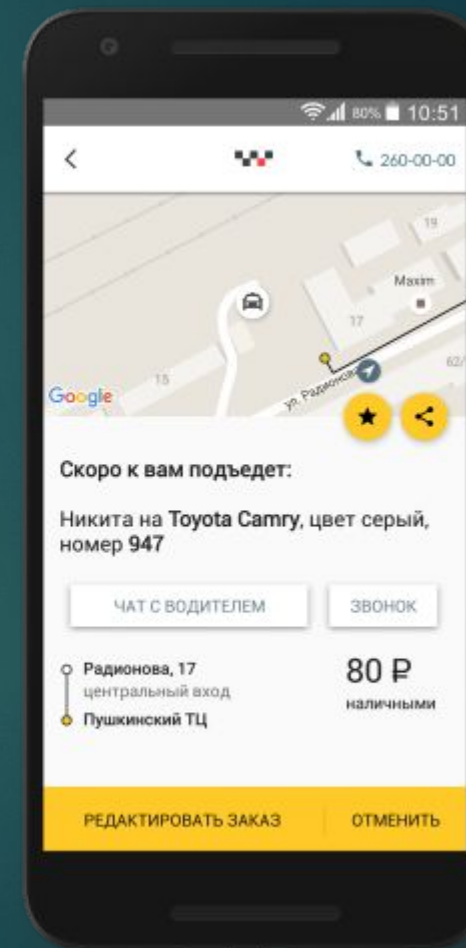 80% 10:51
260-00-00
19
Maxim
17
62/
15
ул. Радионова
Google
Скоро к вам подъедет:
Никита на Toyota Camry, цвет серый,
номер 947
ЧАТ С ВОДИТЕЛЕМ ЗВОНОК
Радионова, 17 80 ₽
центральный вход наличными
Пушкинский ТЦ
РЕДАКТИРОВАТЬ ЗАКАЗ ОТМЕНИТЬ